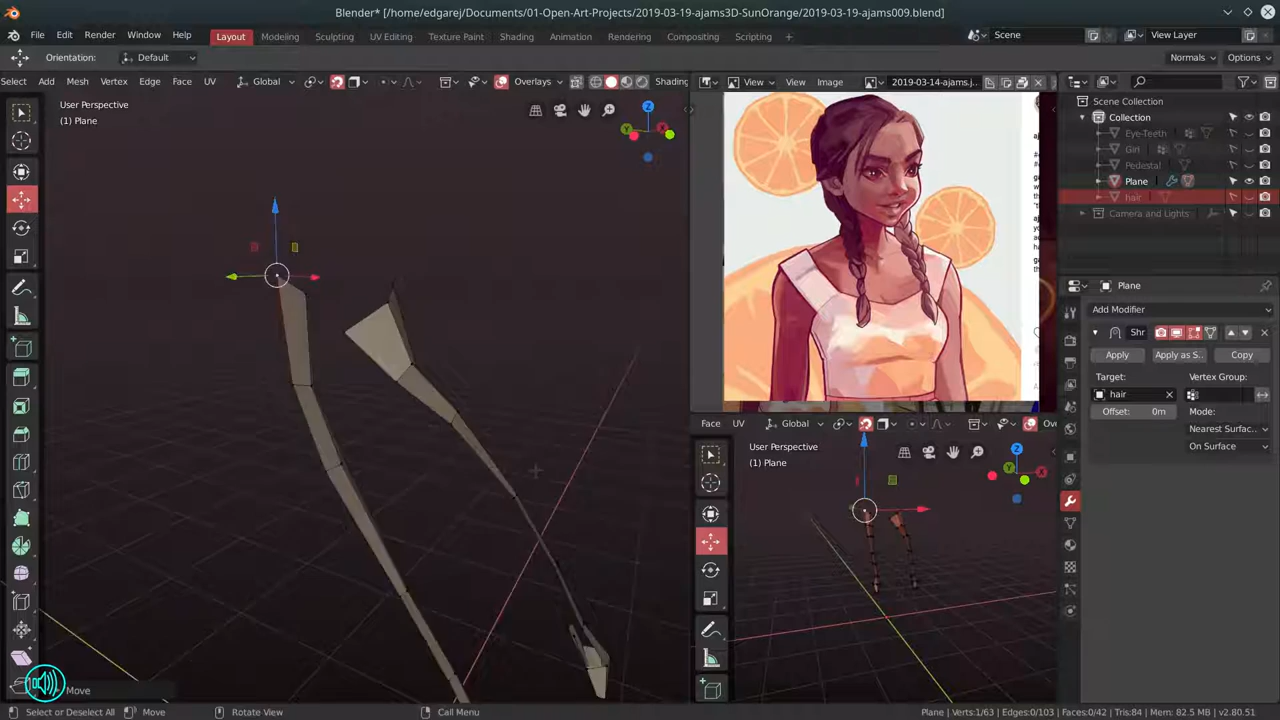 Blender* [/home/edgarej/Documents/01-Open-Art-Projects/2019-03-19-ajams3D-SunOrange/2019-03-19-ajams009.blend]
File Edit Render Window Help Layout Modeling Sculpting UV Editing Texture Paint Shading Animation Rendering Compositing Scripting + Scene View Layer
Orientation: Default Normals Options
Select Add Mesh Vertex Edge Face UV Global Overlays Shading
View View Image 2019-03-14-ajams.j..
User Perspective
(1) Plane
Z
Y
X
Scene Collection
Collection
Eye-Teeth
Girl
Pedestal
Plane
hair
Camera and Lights
Plane
Add Modifier
Shr
Apply Apply as S.. Copy
Target: Vertex Group:
hair
Offset: 0m Mode:
Nearest Surfac..
On Surface
Face UV Global Ove
User Perspective
(1) Plane
Z
Y
X
Move
Select or Deselect All Move Rotate View Call Menu Plane | Verts:1/63 | Edges:0/103 | Faces:0/42 | Tris:84 | Mem: 82.5 MB | v2.80.51